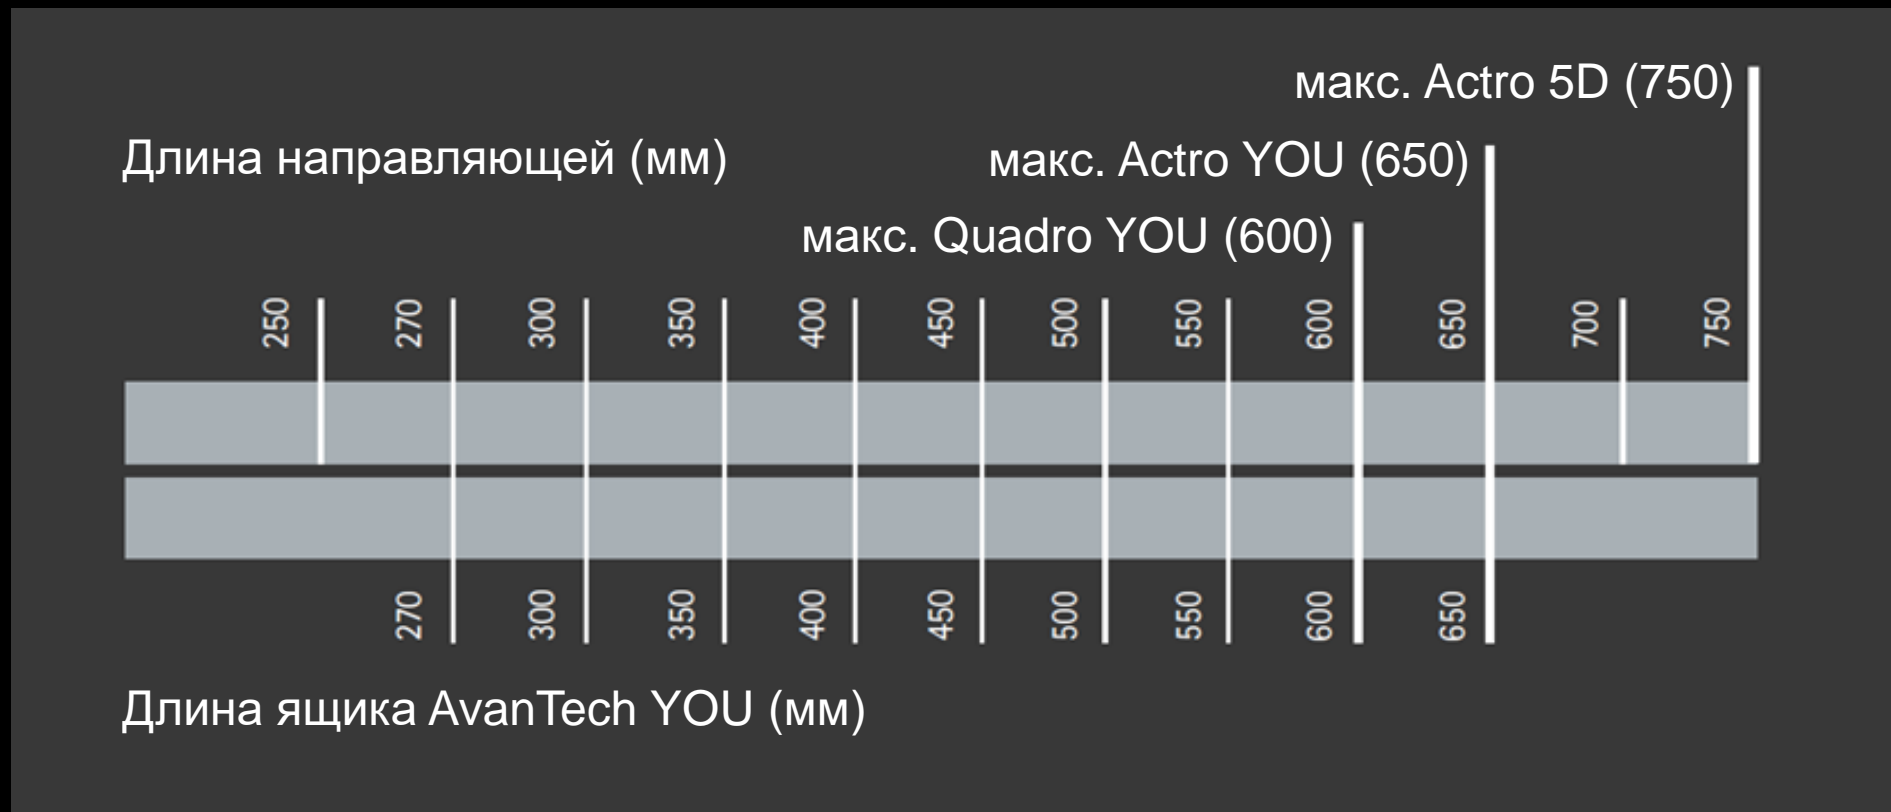 макс. Actro 5D (750)
Длина направляющей (мм)
макс. Actro YOU (650)
макс. Quadro YOU (600)
250 270 300 350 400 450 500 550 600 650 700 750
270 300 350 400 450 500 550 600 650
Длина ящика AvanTech YOU (мм)